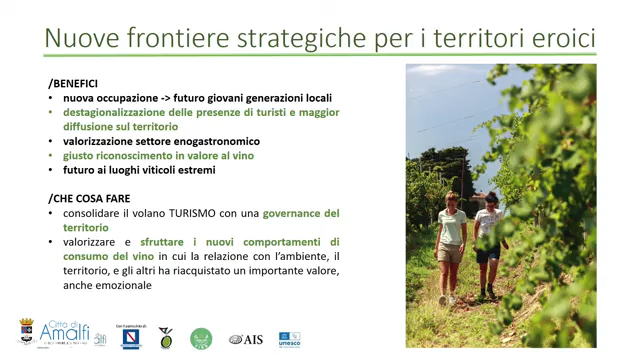 Nuove frontiere strategiche per i territori eroici
/BENEFICI
• nuova occupazione -> futuro giovani generazioni locali
• destagionalizzazione delle presenze di turisti e maggior
diffusione sul territorio
• valorizzazione settore enogastronomico
• giusto riconoscimento in valore al vino
• futuro ai luoghi viticoli estremi
/CHE COSA FARE
• consolidare il volano TURISMO con una governance del
territorio
• valorizzare e sfruttare i nuovi comportamenti di
consumo del vino in cui la relazione con l'ambiente, il
territorio, e gli altri ha riacquistato un importante valore,
anche emozionale
Città di
Amalfi
Con il patrocinio di:
AIS
unesco